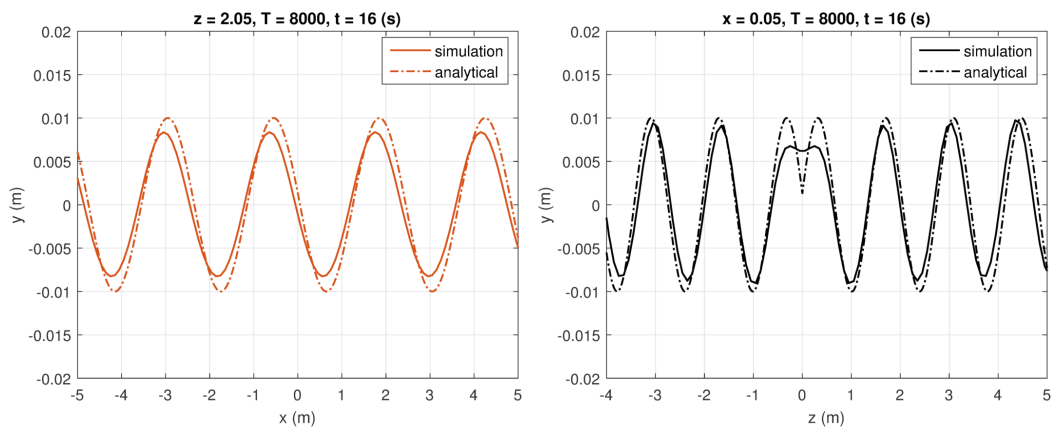 z = 2.05, T = 8000, t = 16 (s)
0.02
0.015
0.01
0.005
0
-0.005
-0.01
-0.015
-0.02
y (m)
simulation
analytical
-5 -4 -3 -2 -1 0 1 2 3 4 5
x (m)
x = 0.05, T = 8000, t = 16 (s)
0.02
0.015
0.01
0.005
0
-0.005
-0.01
-0.015
-0.02
y (m)
simulation
analytical
-4 -3 -2 -1 0 1 2 3 4 5
z (m)